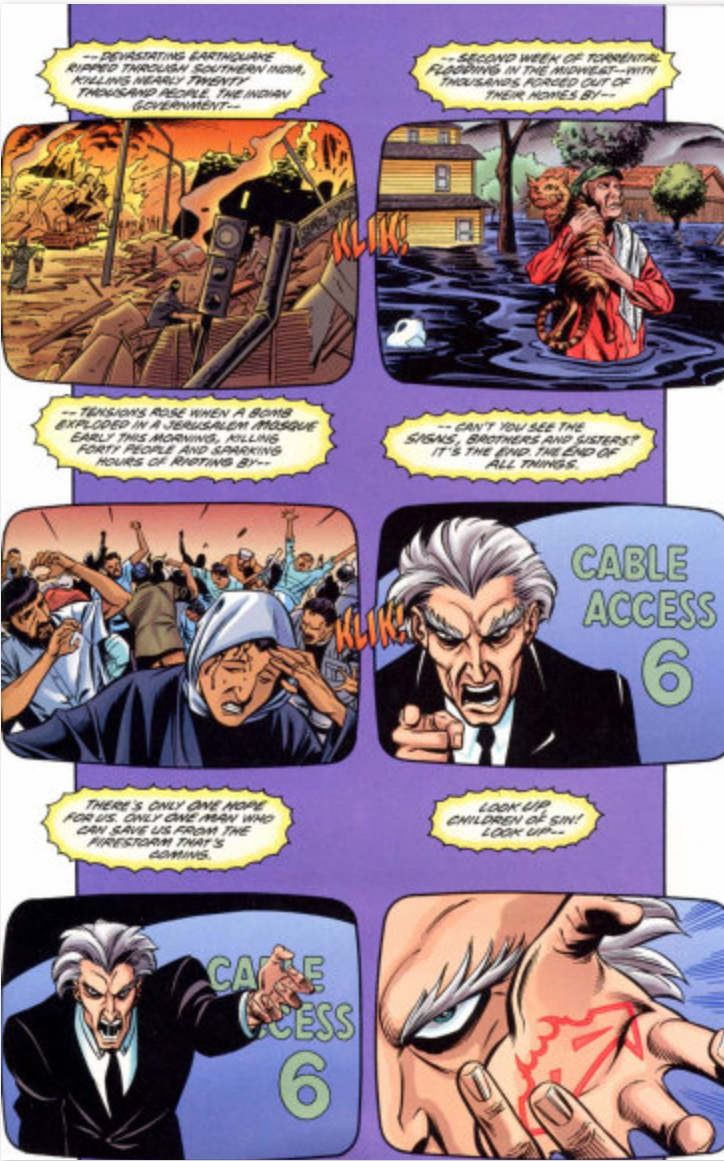 -- DEVASTATING EARTHQUAKE
RIPPED THROUGH SOUTHERN INDIA,
KILLING NEARLY TWENTY
THOUSAND PEOPLE. THE INDIAN
GOVERNMENT--
-- SECOND WEEK OF TORRENTIAL
FLOODING IN THE MIDWEST--WITH
THOUSANDS FORCED OUT OF
THEIR HOMES BY--
KLIK!
-- TENSIONS ROSE WHEN A BOMB
EXPLODED IN A JERUSALEM MOSQUE
EARLY THIS MORNING, KILLING
FORTY PEOPLE AND SPARKING
HOURS OF RIOTING BY--
-- CAN'T YOU SEE THE
SIGNS, BROTHERS AND SISTERS?
IT'S THE END. THE END OF
ALL THINGS.
KLIK!
CABLE
ACCESS
6
THERE'S ONLY ONE HOPE
FOR US. ONLY ONE MAN WHO
CAN SAVE US FROM THE
FIRESTORM THAT'S
COMING.
LOOK UP,
CHILDREN OF SIN!
LOOK UP--
CA E
CESS
6